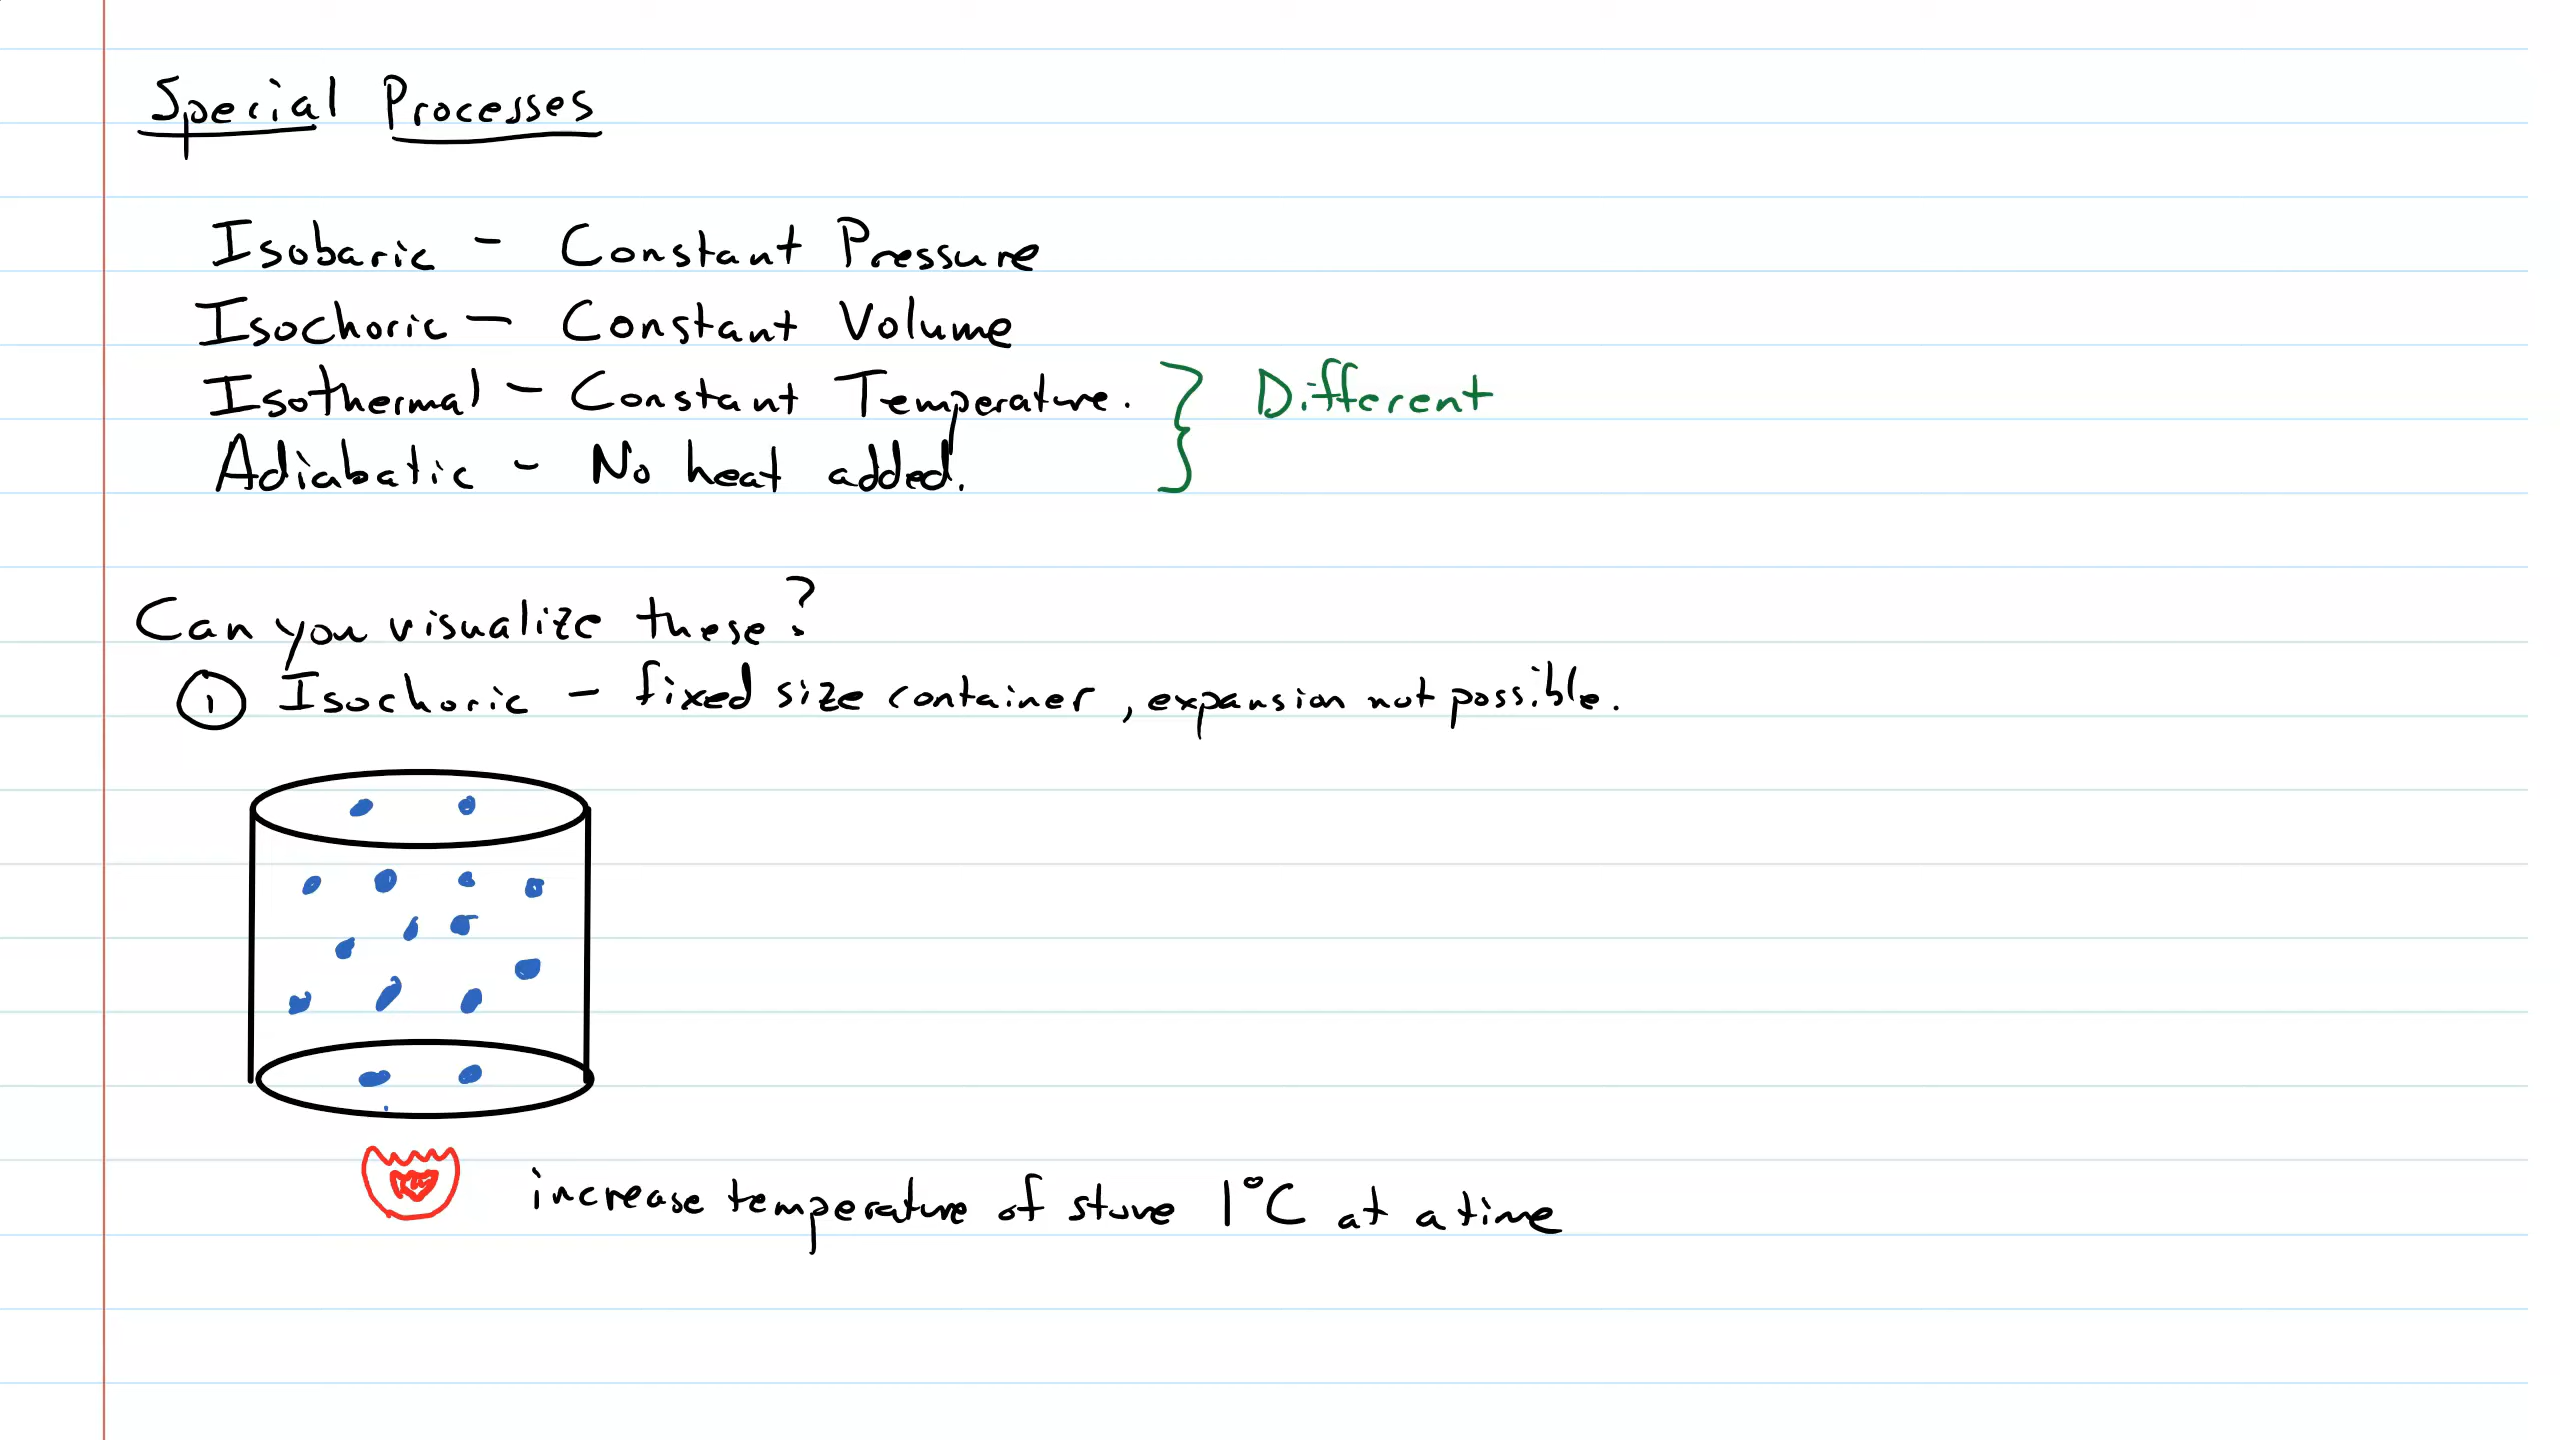 Special Processes
Isobaric - Constant Pressure
Isochoric - Constant Volume
Isothermal - Constant Temperature.
Adiabatic - No heat added.
Different
Can you visualize these?
1 Isochoric - fixed size container, expansion not possible.
increase temperature of stove 1°C at a time